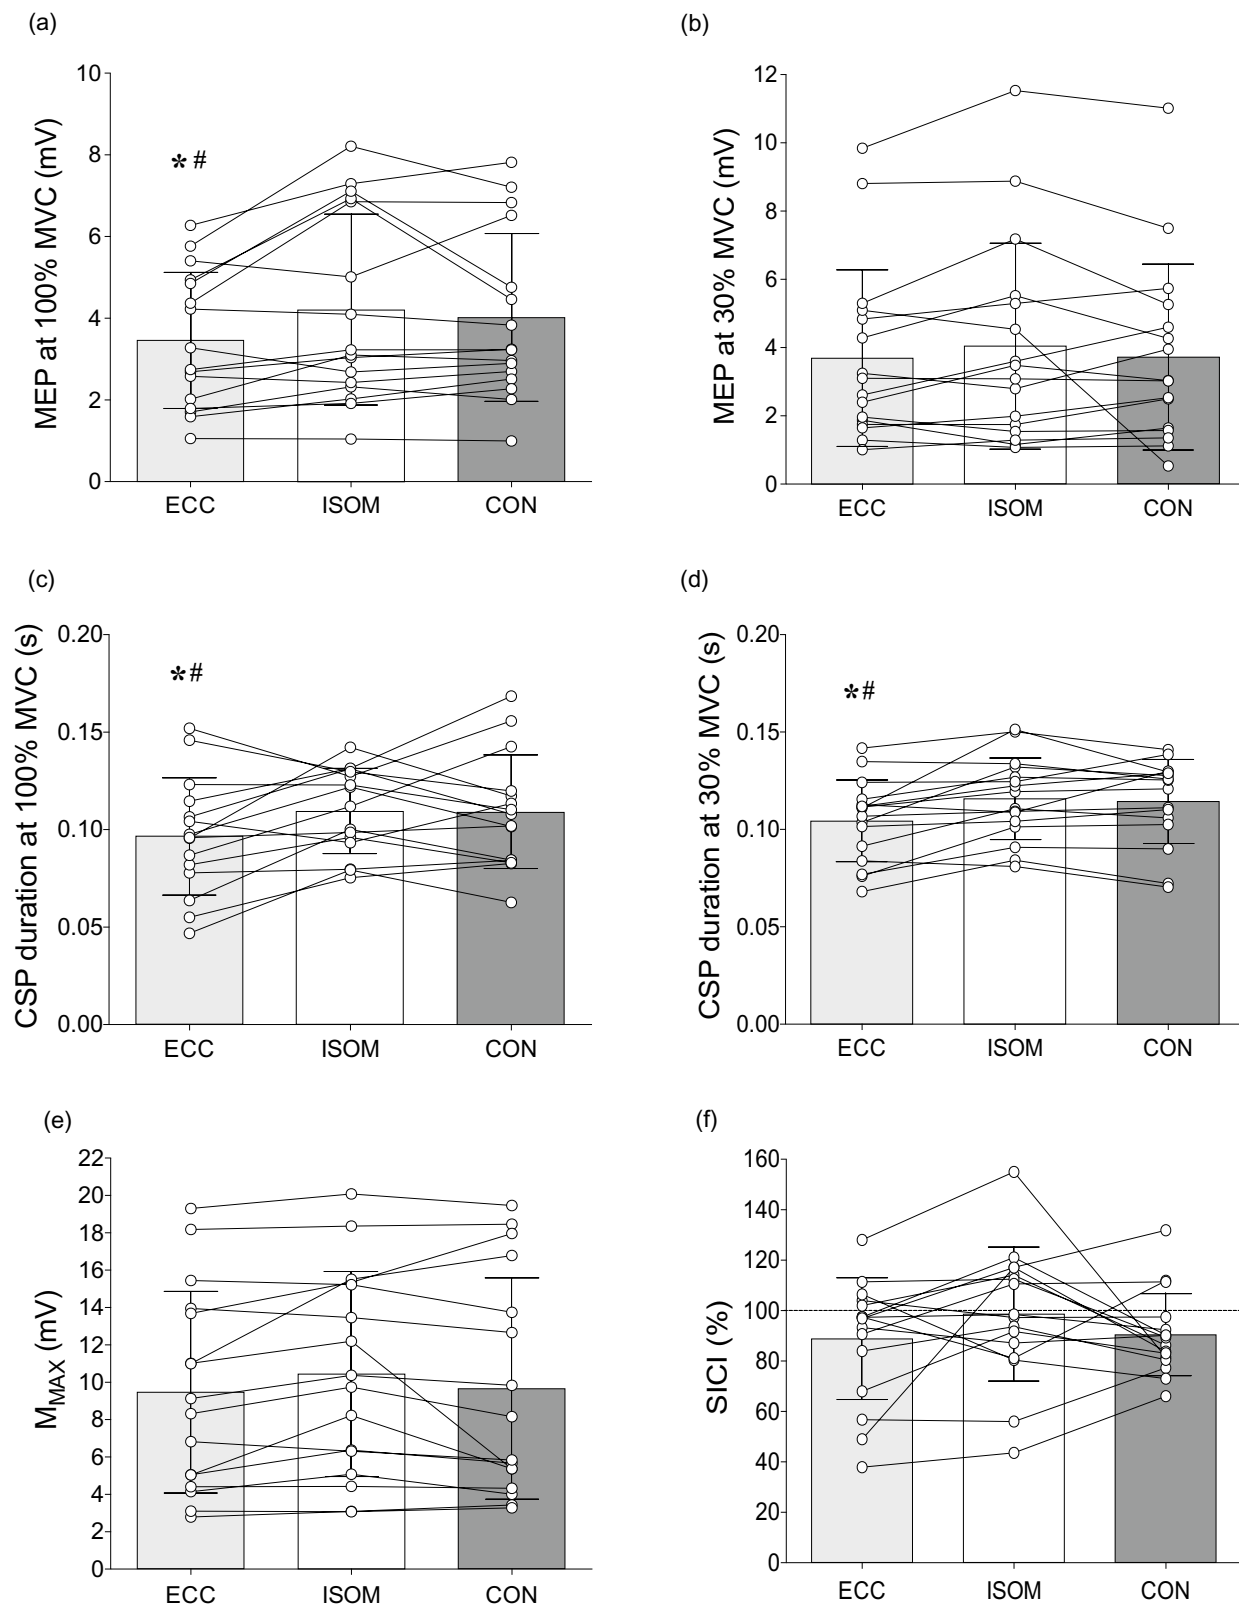 (a)
MEP at 100% MVC (mV)
10
8
6
4
2
0
* #
ECC ISOM CON
(b)
MEP at 30% MVC (mV)
12
10
8
6
4
2
0
ECC ISOM CON
(c)
CSP duration at 100% MVC (s)
0.20
0.15
0.10
0.05
0.00
*#
ECC ISOM CON
(d)
CSP duration at 30% MVC (s)
0.20
0.15
0.10
0.05
0.00
*#
ECC ISOM CON
(e)
MMAX (mV)
22
20
18
16
14
12
10
8
6
4
2
0
ECC ISOM CON
(f)
SICI (%)
160
140
120
100
80
60
40
20
0
ECC ISOM CON